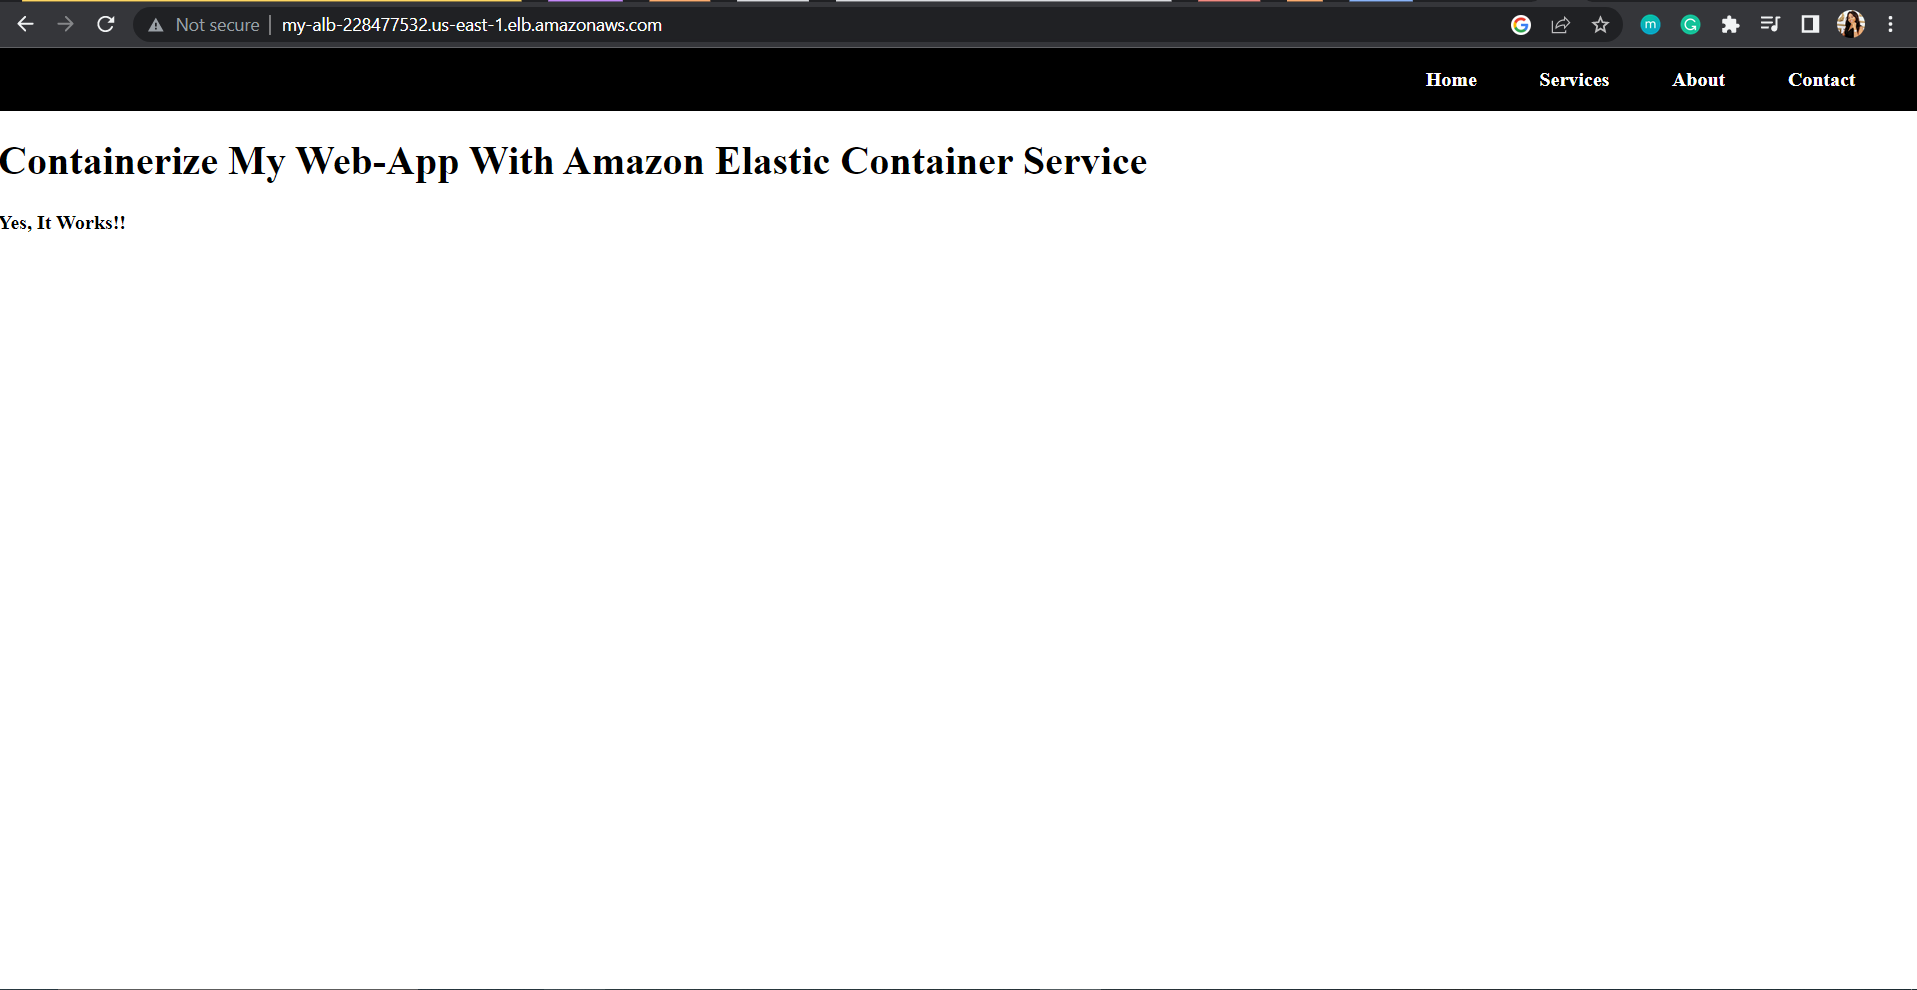 Not secure | my-alb-228477532.us-east-1.elb.amazonaws.com
Home Services About Contact
Containerize My Web-App With Amazon Elastic Container Service
Yes, It Works!!